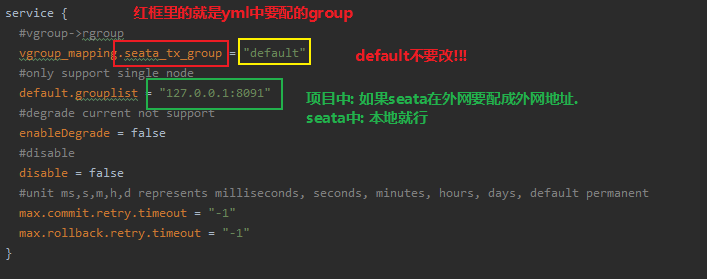 service {
红框里的就是yml中要配的group
#vgroup->rgroup
vgroup_mapping.seata_tx_group = "default"
default不要改!!!
#only support single node
default.grouplist = "127.0.0.1:8091"
项目中: 如果seata在外网要配成外网地址.
seata中: 本地就行
#degrade current not support
enableDegrade = false
#disable
disable = false
#unit ms,s,m,h,d represents milliseconds, seconds, minutes, hours, days, default permanent
max.commit.retry.timeout = "-1"
max.rollback.retry.timeout = "-1"
}